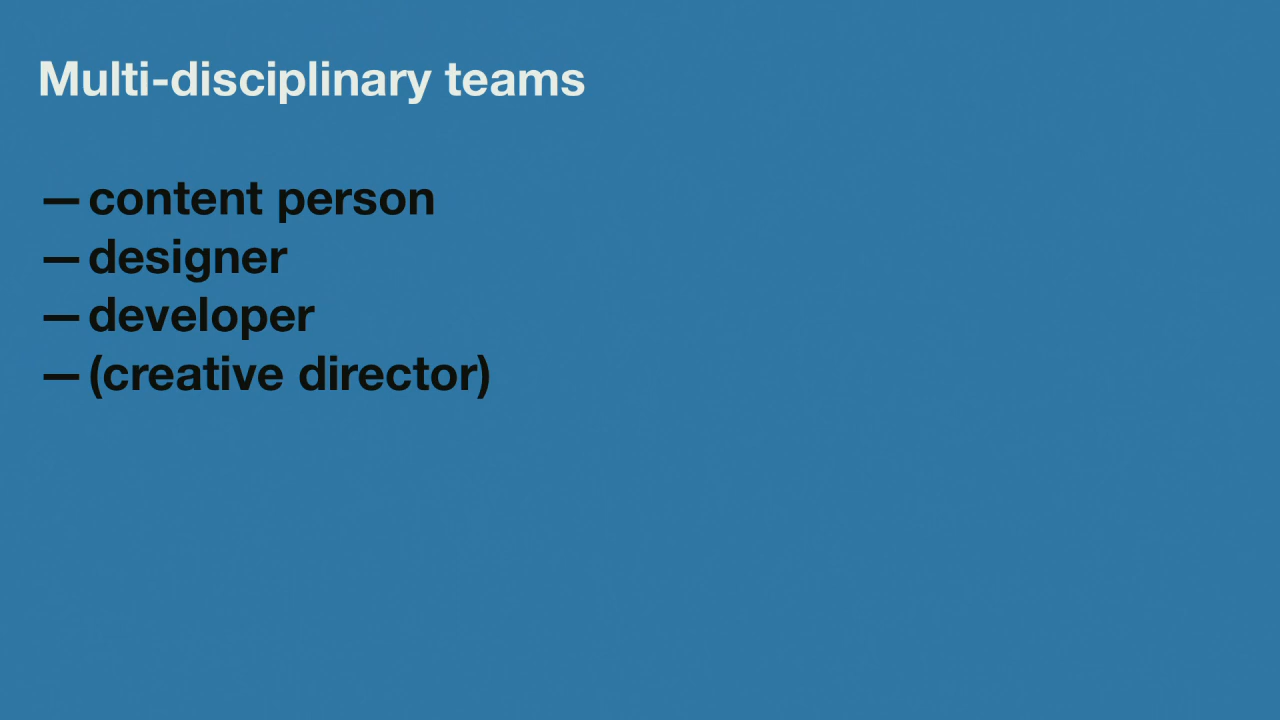 Multi-disciplinary teams
— content person
— designer
— developer
— (creative director)